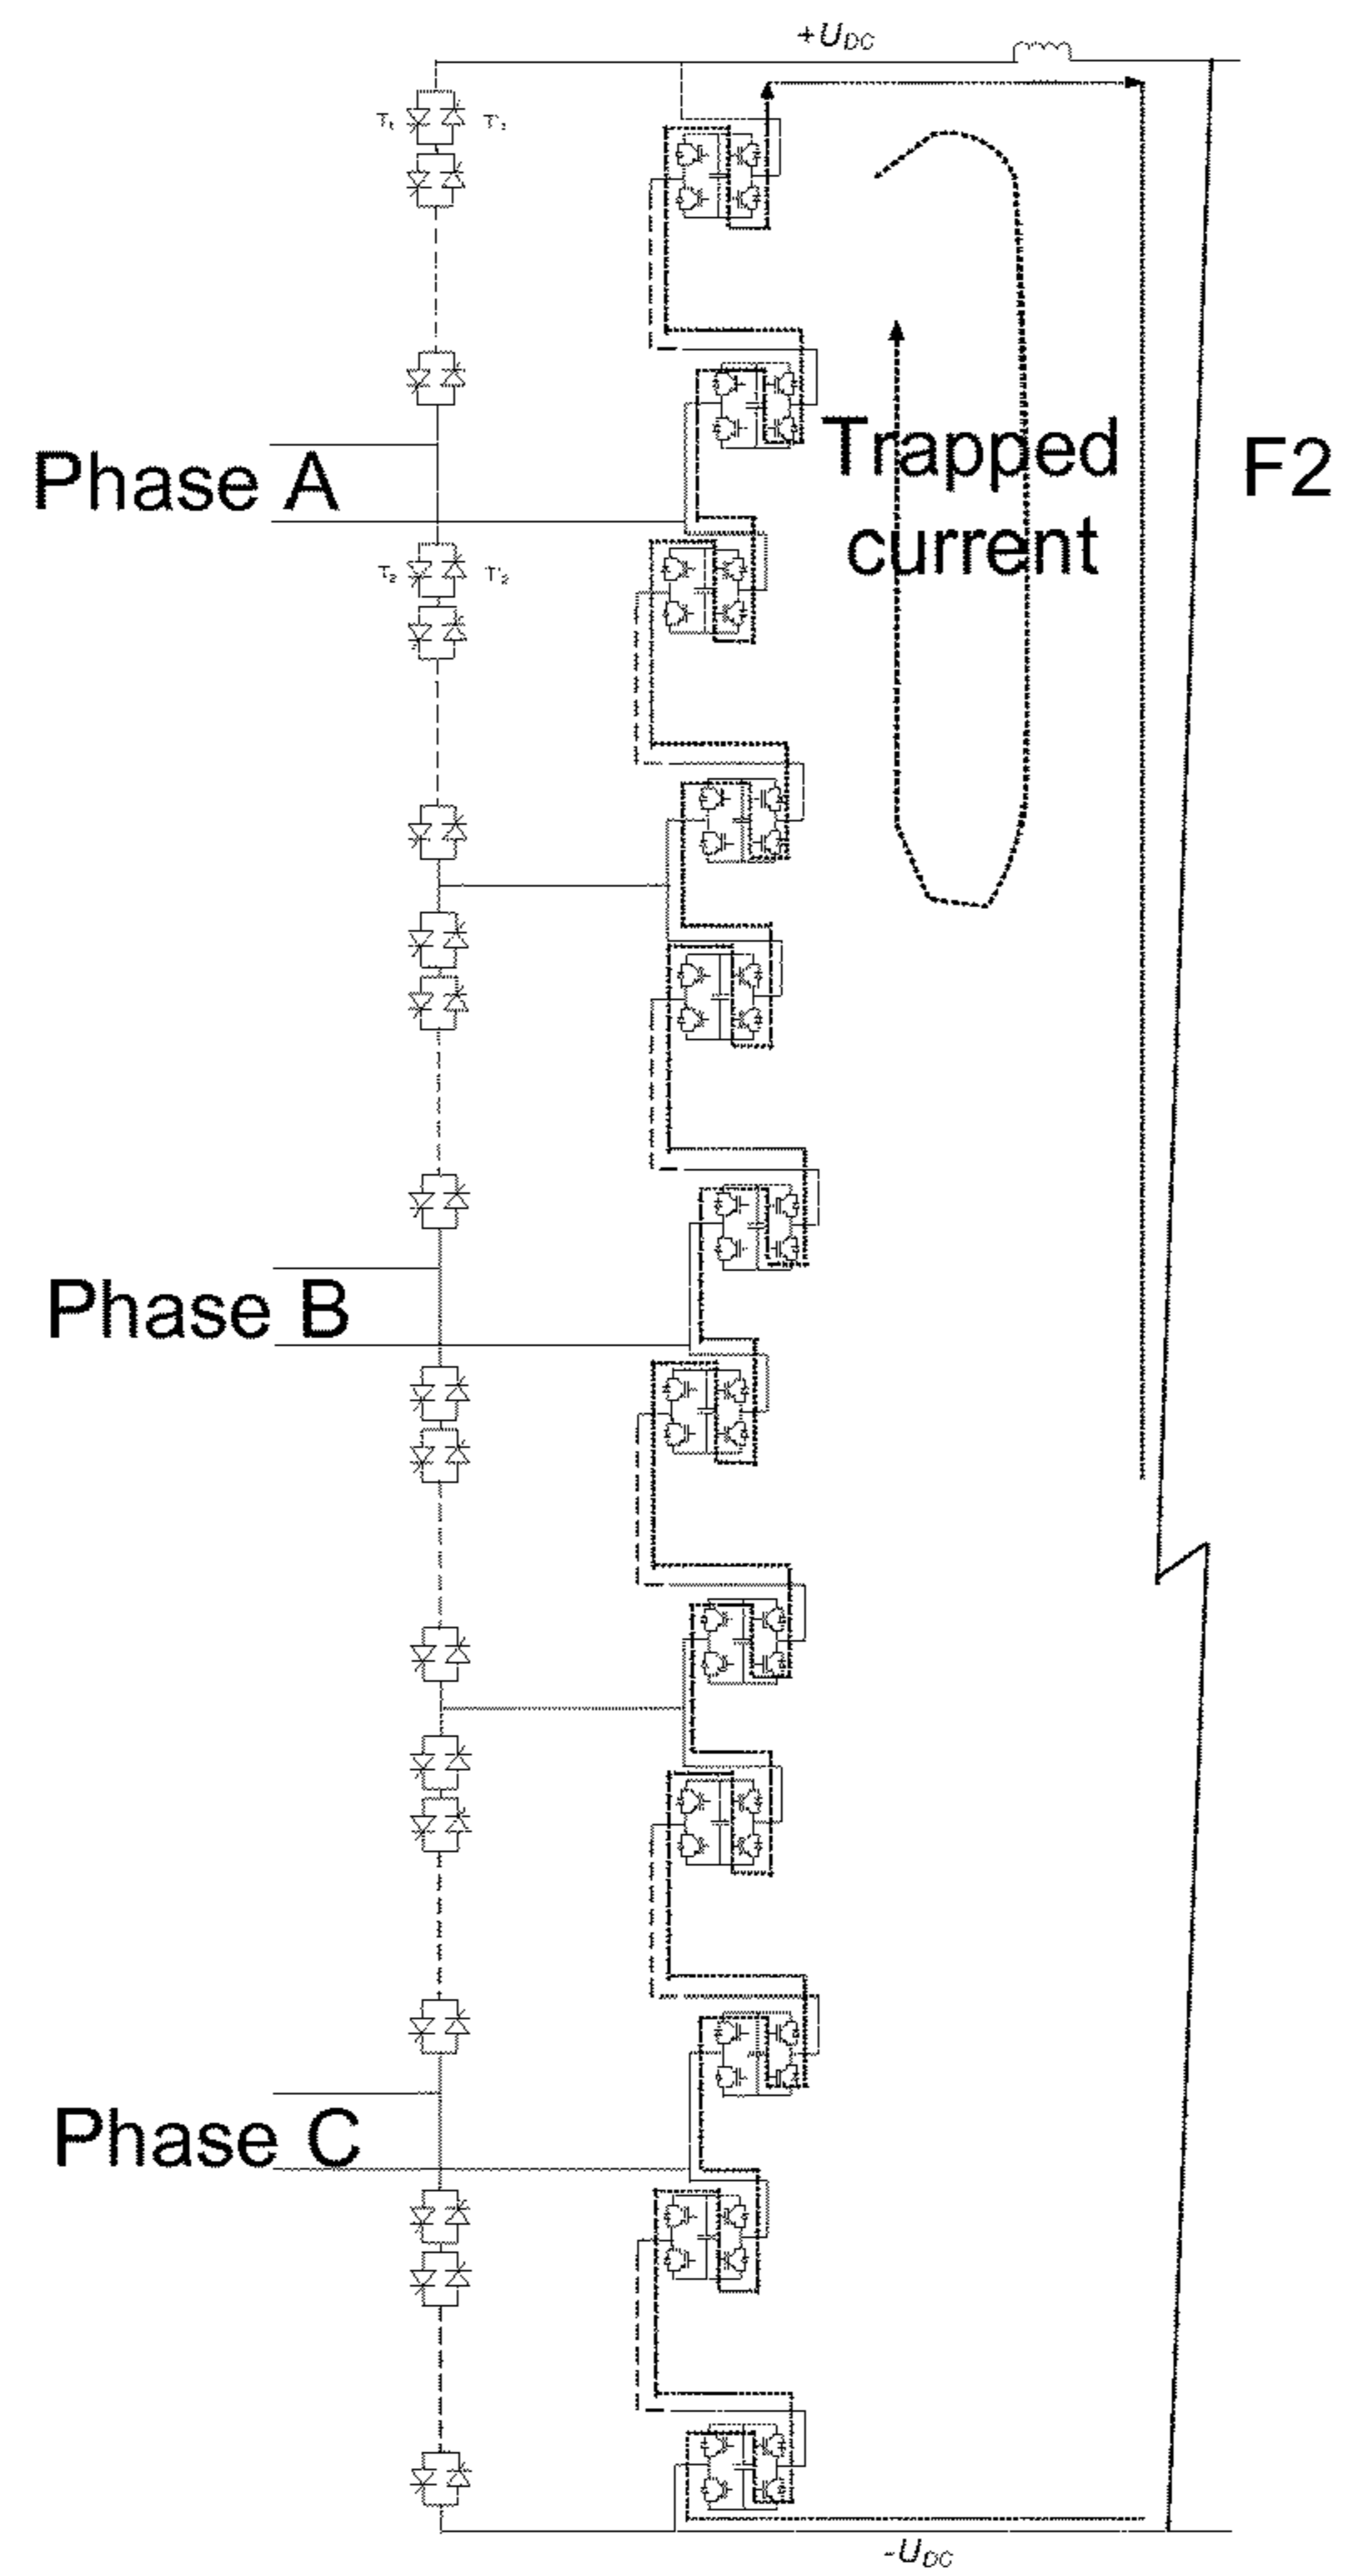 +U_DC
T₁ T'₁
Phase A
Trapped
current
F2
T₂ T'₂
Phase B
Phase C
-U_DC